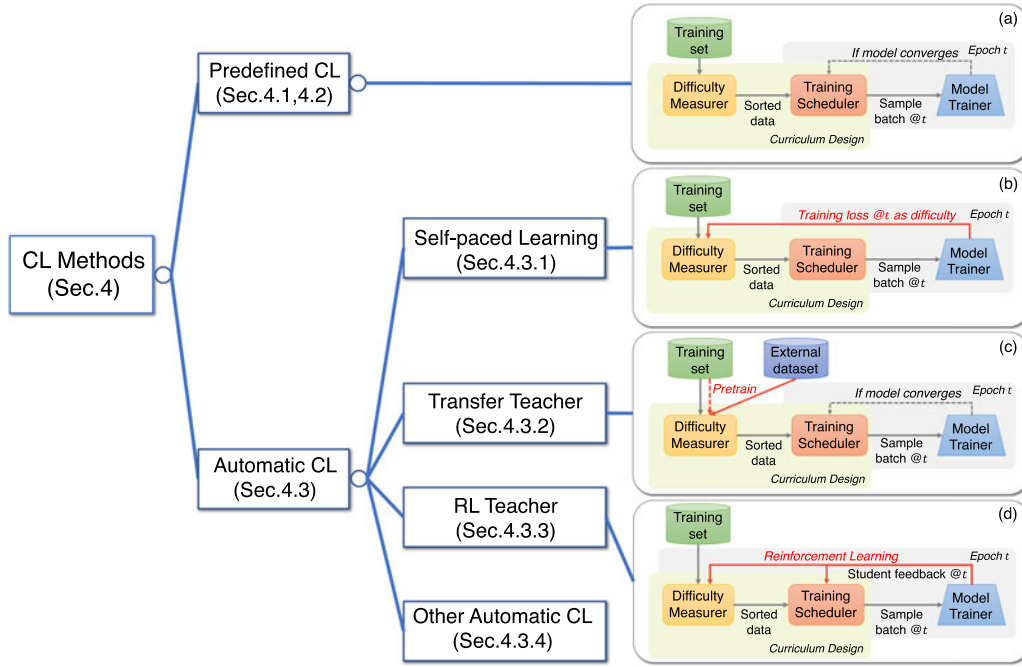 CL Methods
(Sec.4)
Predefined CL
(Sec.4.1,4.2)
Automatic CL
(Sec.4.3)
Self-paced Learning
(Sec.4.3.1)
Transfer Teacher
(Sec.4.3.2)
RL Teacher
(Sec.4.3.3)
Other Automatic CL
(Sec.4.3.4)
(a)
Training
set
If model converges
Epoch t
Difficulty
Measurer
Sorted
data
Training
Scheduler
Sample
batch @t
Model
Trainer
Curriculum Design
(b)
Training
set
Training loss @t as difficulty
Epoch t
Difficulty
Measurer
Sorted
data
Training
Scheduler
Sample
batch @t
Model
Trainer
Curriculum Design
(c)
Training
set
External
dataset
Pretrain
If model converges
Epoch t
Difficulty
Measurer
Sorted
data
Training
Scheduler
Sample
batch @t
Model
Trainer
Curriculum Design
(d)
Training
set
Reinforcement Learning
Epoch t
Student feedback @t
Difficulty
Measurer
Sorted
data
Training
Scheduler
Sample
batch @t
Model
Trainer
Curriculum Design